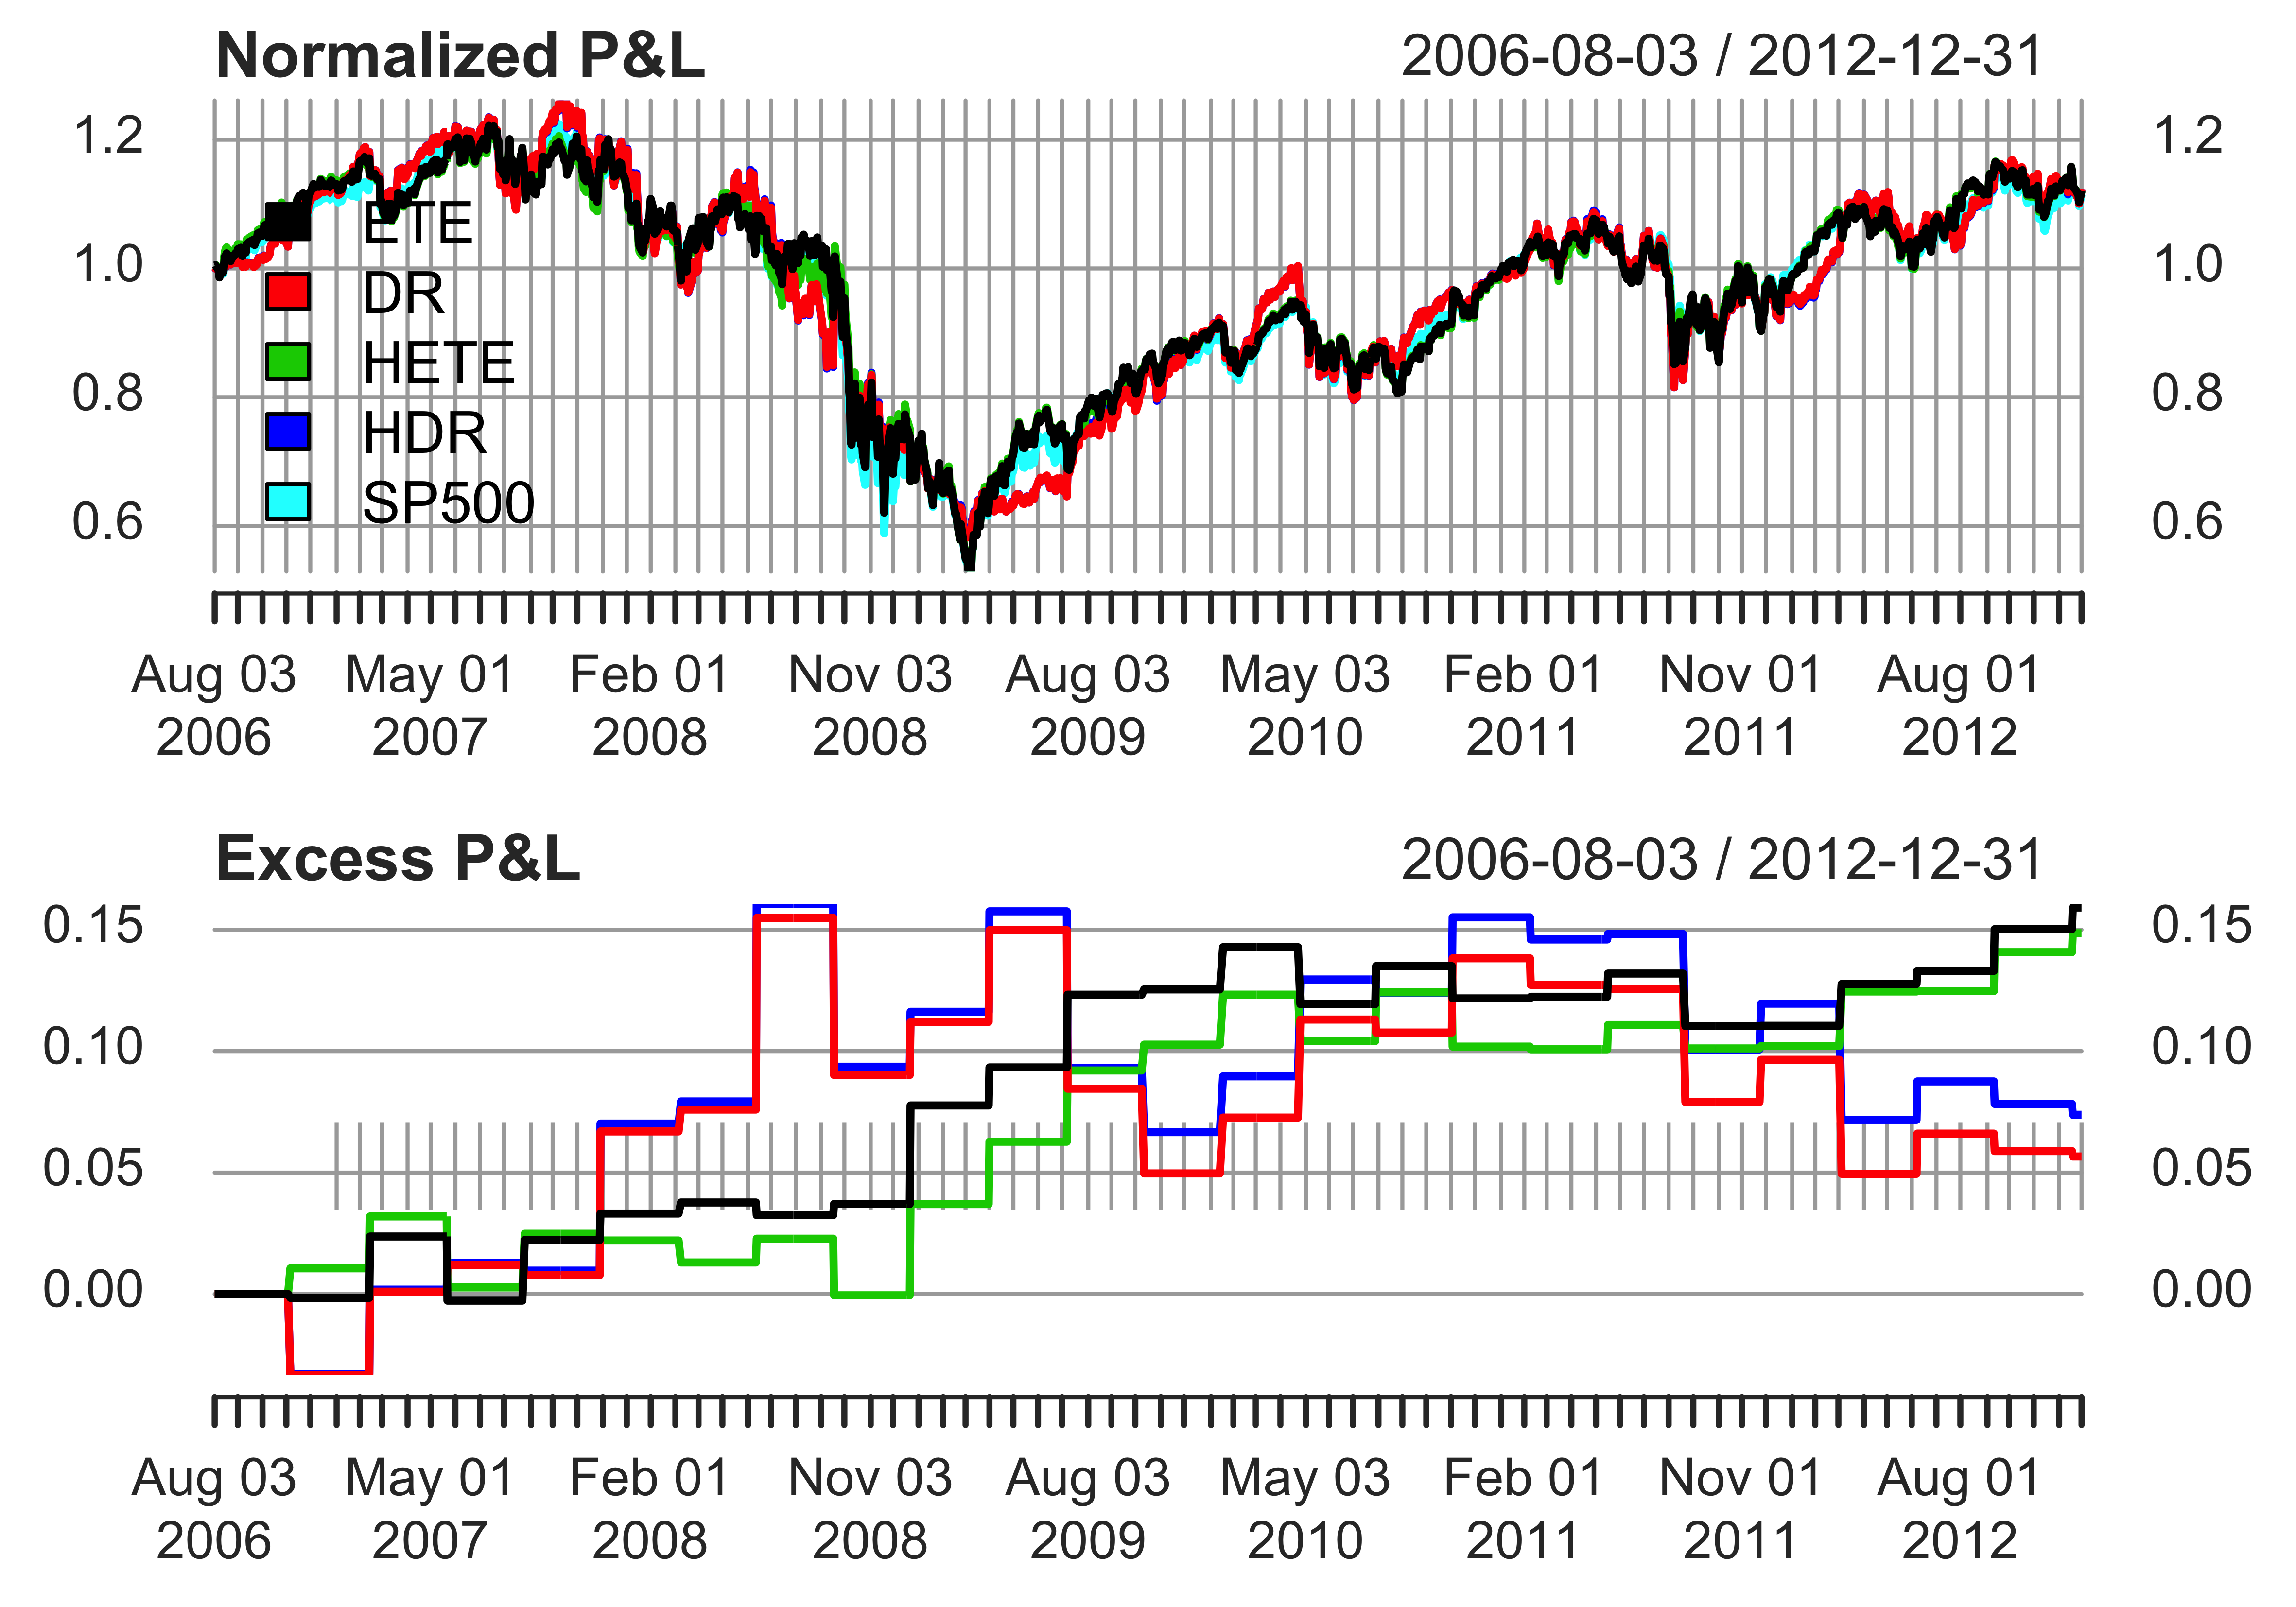 Normalized P&L 2006-08-03 / 2012-12-31
1.2 1.2
1.0 1.0
0.8 0.8
0.6 0.6
ETE
DR
HETE
HDR
SP500
Aug 03 May 01 Feb 01 Nov 03 Aug 03 May 03 Feb 01 Nov 01 Aug 01
2006 2007 2008 2008 2009 2010 2011 2011 2012
Excess P&L 2006-08-03 / 2012-12-31
0.15 0.15
0.10 0.10
0.05 0.05
0.00 0.00
Aug 03 May 01 Feb 01 Nov 03 Aug 03 May 03 Feb 01 Nov 01 Aug 01
2006 2007 2008 2008 2009 2010 2011 2011 2012